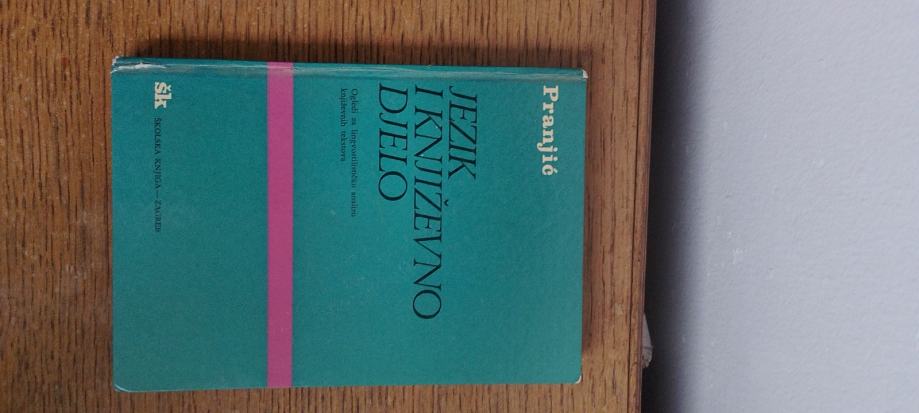 Pranjić
JEZIK
I KNJIŽEVNO
DJELO
Ogledi za lingvostilističku analizu
književnih tekstova
šk ŠKOLSKA KNJIGA — ZAGREB